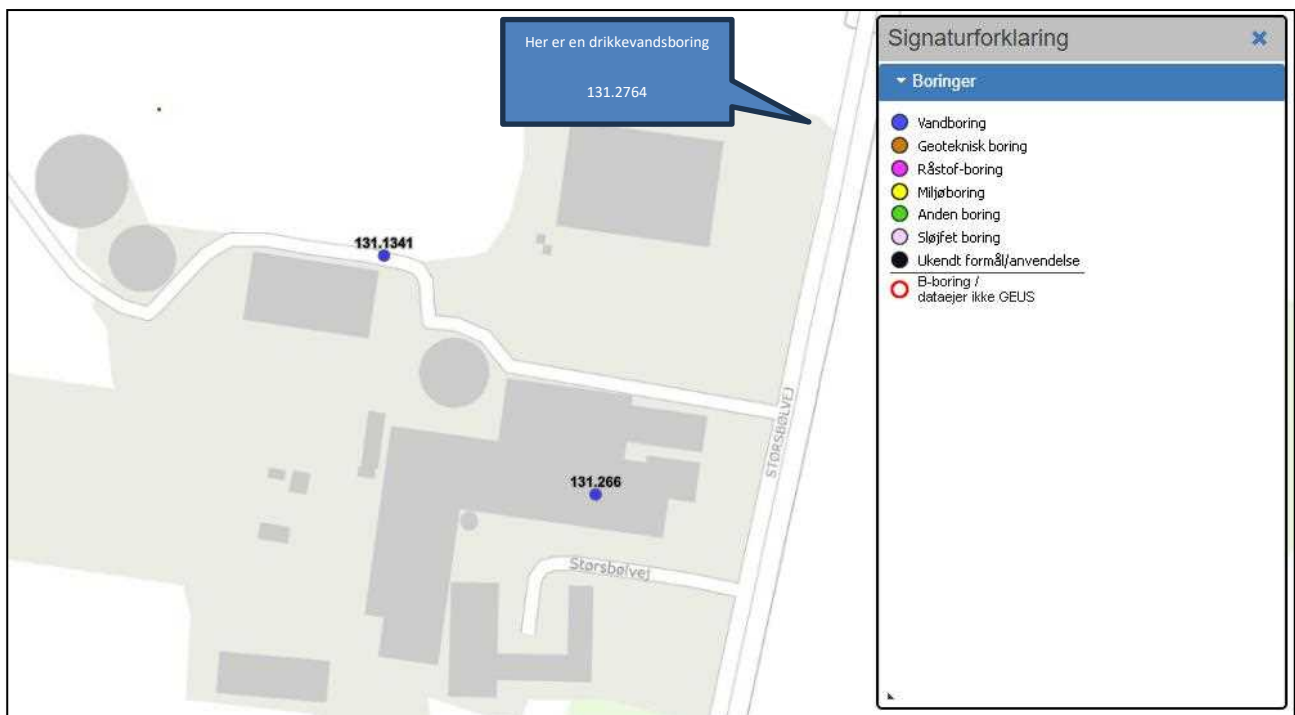 Her er en drikkevandsboring
131.2764
131.1341
131.266
STORSBØLVEJ
Storsbølvej
Signaturforklaring
Boringer
Vandboring
Geoteknisk boring
Råstof-boring
Miljøboring
Anden boring
Sløjfet boring
Ukendt formål/anvendelse
B-boring /
dataejer ikke GEUS